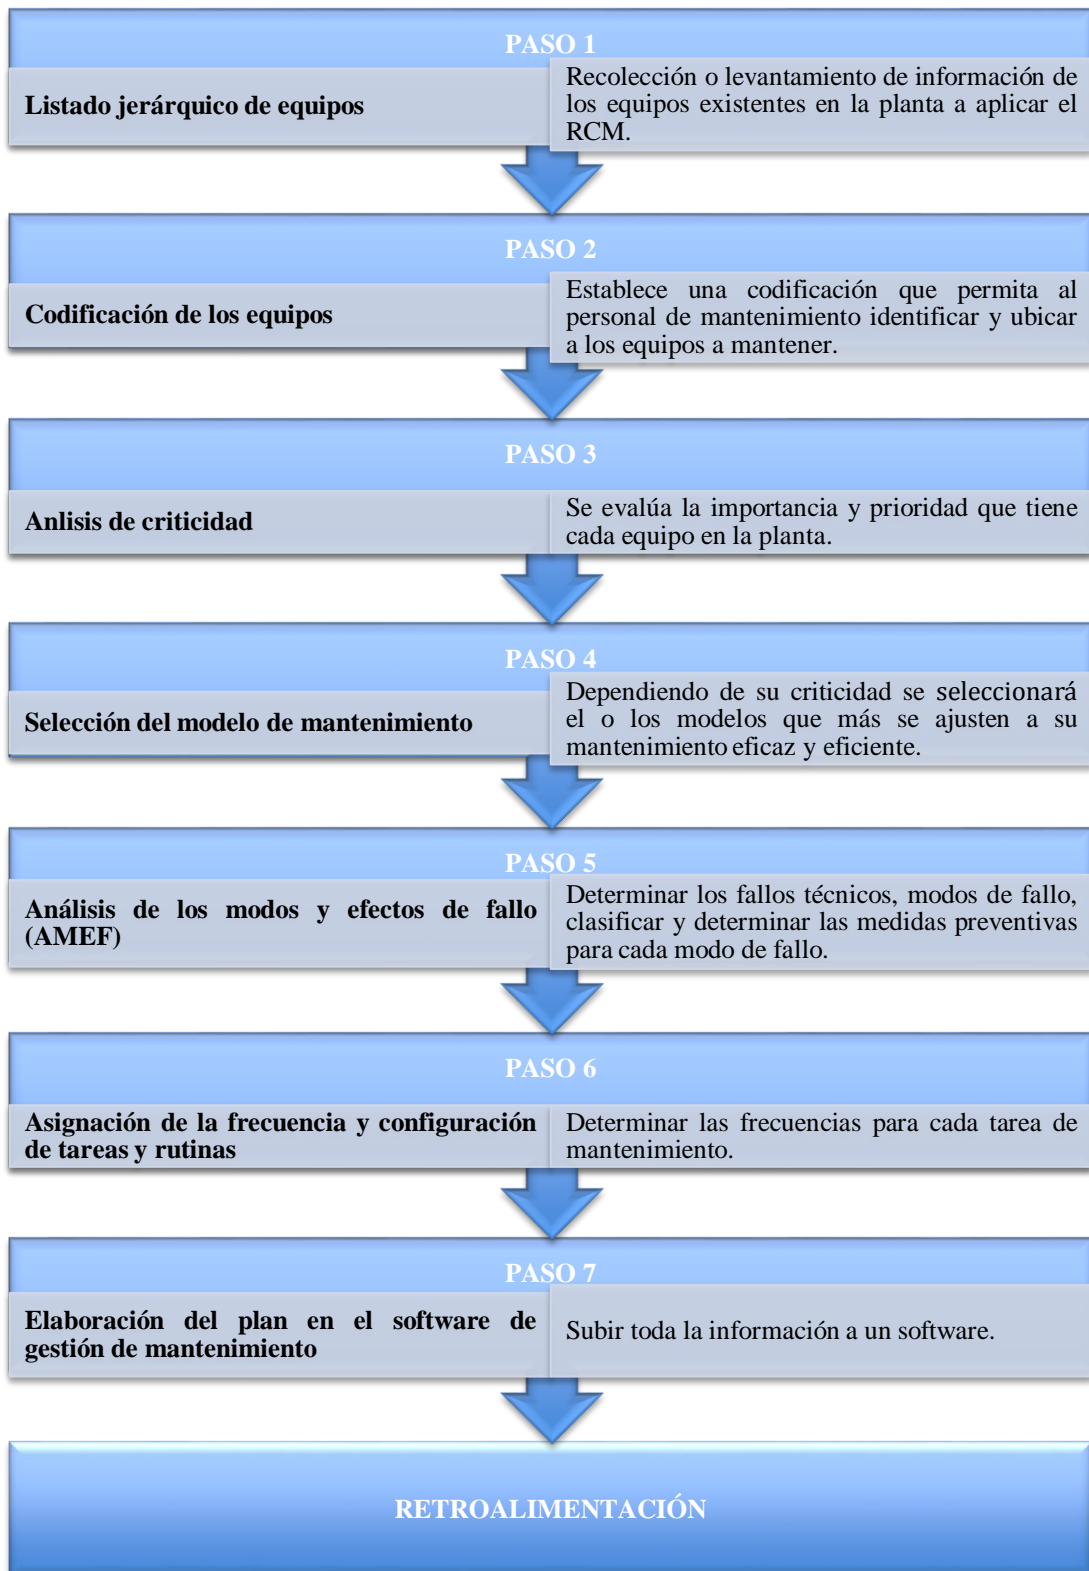 PASO 1
Listado jerárquico de equipos
Recolección o levantamiento de información de
los equipos existentes en la planta a aplicar el
RCM.
PASO 2
Codificación de los equipos
Establece una codificación que permita al
personal de mantenimiento identificar y ubicar
a los equipos a mantener.
PASO 3
Anlisis de criticidad
Se evalúa la importancia y prioridad que tiene
cada equipo en la planta.
PASO 4
Selección del modelo de mantenimiento
Dependiendo de su criticidad se seleccionará
el o los modelos que más se ajusten a su
mantenimiento eficaz y eficiente.
PASO 5
Análisis de los modos y efectos de fallo
(AMEF)
Determinar los fallos técnicos, modos de fallo,
clasificar y determinar las medidas preventivas
para cada modo de fallo.
PASO 6
Asignación de la frecuencia y configuración
de tareas y rutinas
Determinar las frecuencias para cada tarea de
mantenimiento.
PASO 7
Elaboración del plan en el software de
gestión de mantenimiento
Subir toda la información a un software.
RETROALIMENTACIÓN